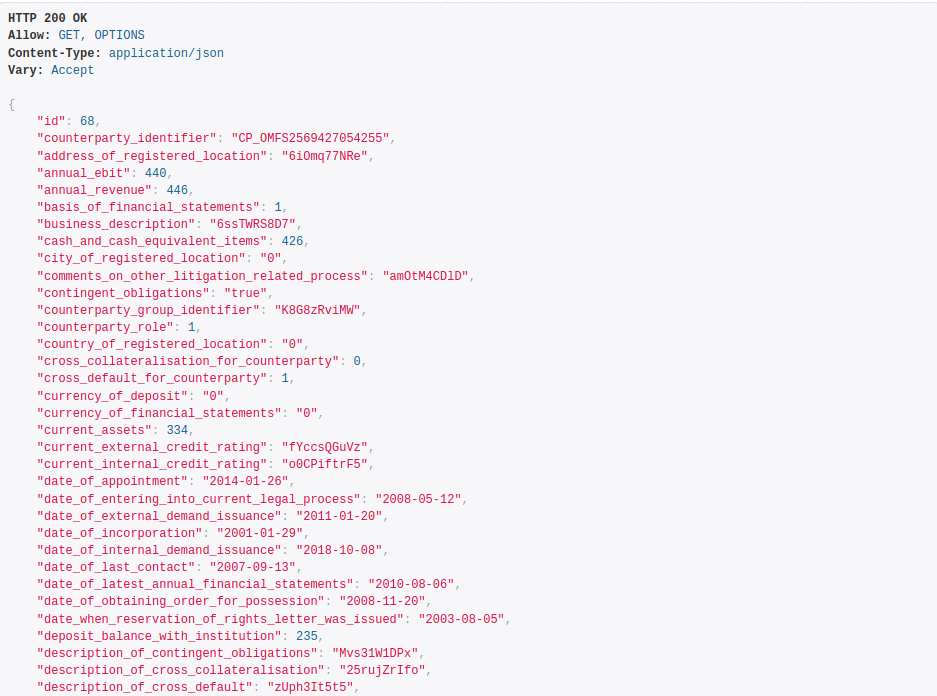 HTTP 200 OK
Allow: GET, OPTIONS
Content-Type: application/json
Vary: Accept
{
"id": 68,
"counterparty_identifier": "CP_OMFS2569427054255",
"address_of_registered_location": "6iOmq77NRe",
"annual_ebit": 440,
"annual_revenue": 446,
"basis_of_financial_statements": 1,
"business_description": "6ssTWRS8D7",
"cash_and_cash_equivalent_items": 426,
"city_of_registered_location": "0",
"comments_on_other_litigation_related_process": "amOtM4CDlD",
"contingent_obligations": "true",
"counterparty_group_identifier": "K8G8zRviMW",
"counterparty_role": 1,
"country_of_registered_location": "0",
"cross_collateralisation_for_counterparty": 0,
"cross_default_for_counterparty": 1,
"currency_of_deposit": "0",
"currency_of_financial_statements": "0",
"current_assets": 334,
"current_external_credit_rating": "fYccsQGuVz",
"current_internal_credit_rating": "o0CPiftrF5",
"date_of_appointment": "2014-01-26",
"date_of_entering_into_current_legal_process": "2008-05-12",
"date_of_external_demand_issuance": "2011-01-20",
"date_of_incorporation": "2001-01-29",
"date_of_internal_demand_issuance": "2018-10-08",
"date_of_last_contact": "2007-09-13",
"date_of_latest_annual_financial_statements": "2010-08-06",
"date_of_obtaining_order_for_possession": "2008-11-20",
"date_when_reservation_of_rights_letter_was_issued": "2003-08-05",
"deposit_balance_with_institution": 235,
"description_of_contingent_obligations": "Mvs31W1DPx",
"description_of_cross_collateralisation": "25rujZrIfo",
"description_of_cross_default": "zUph3It5t5",